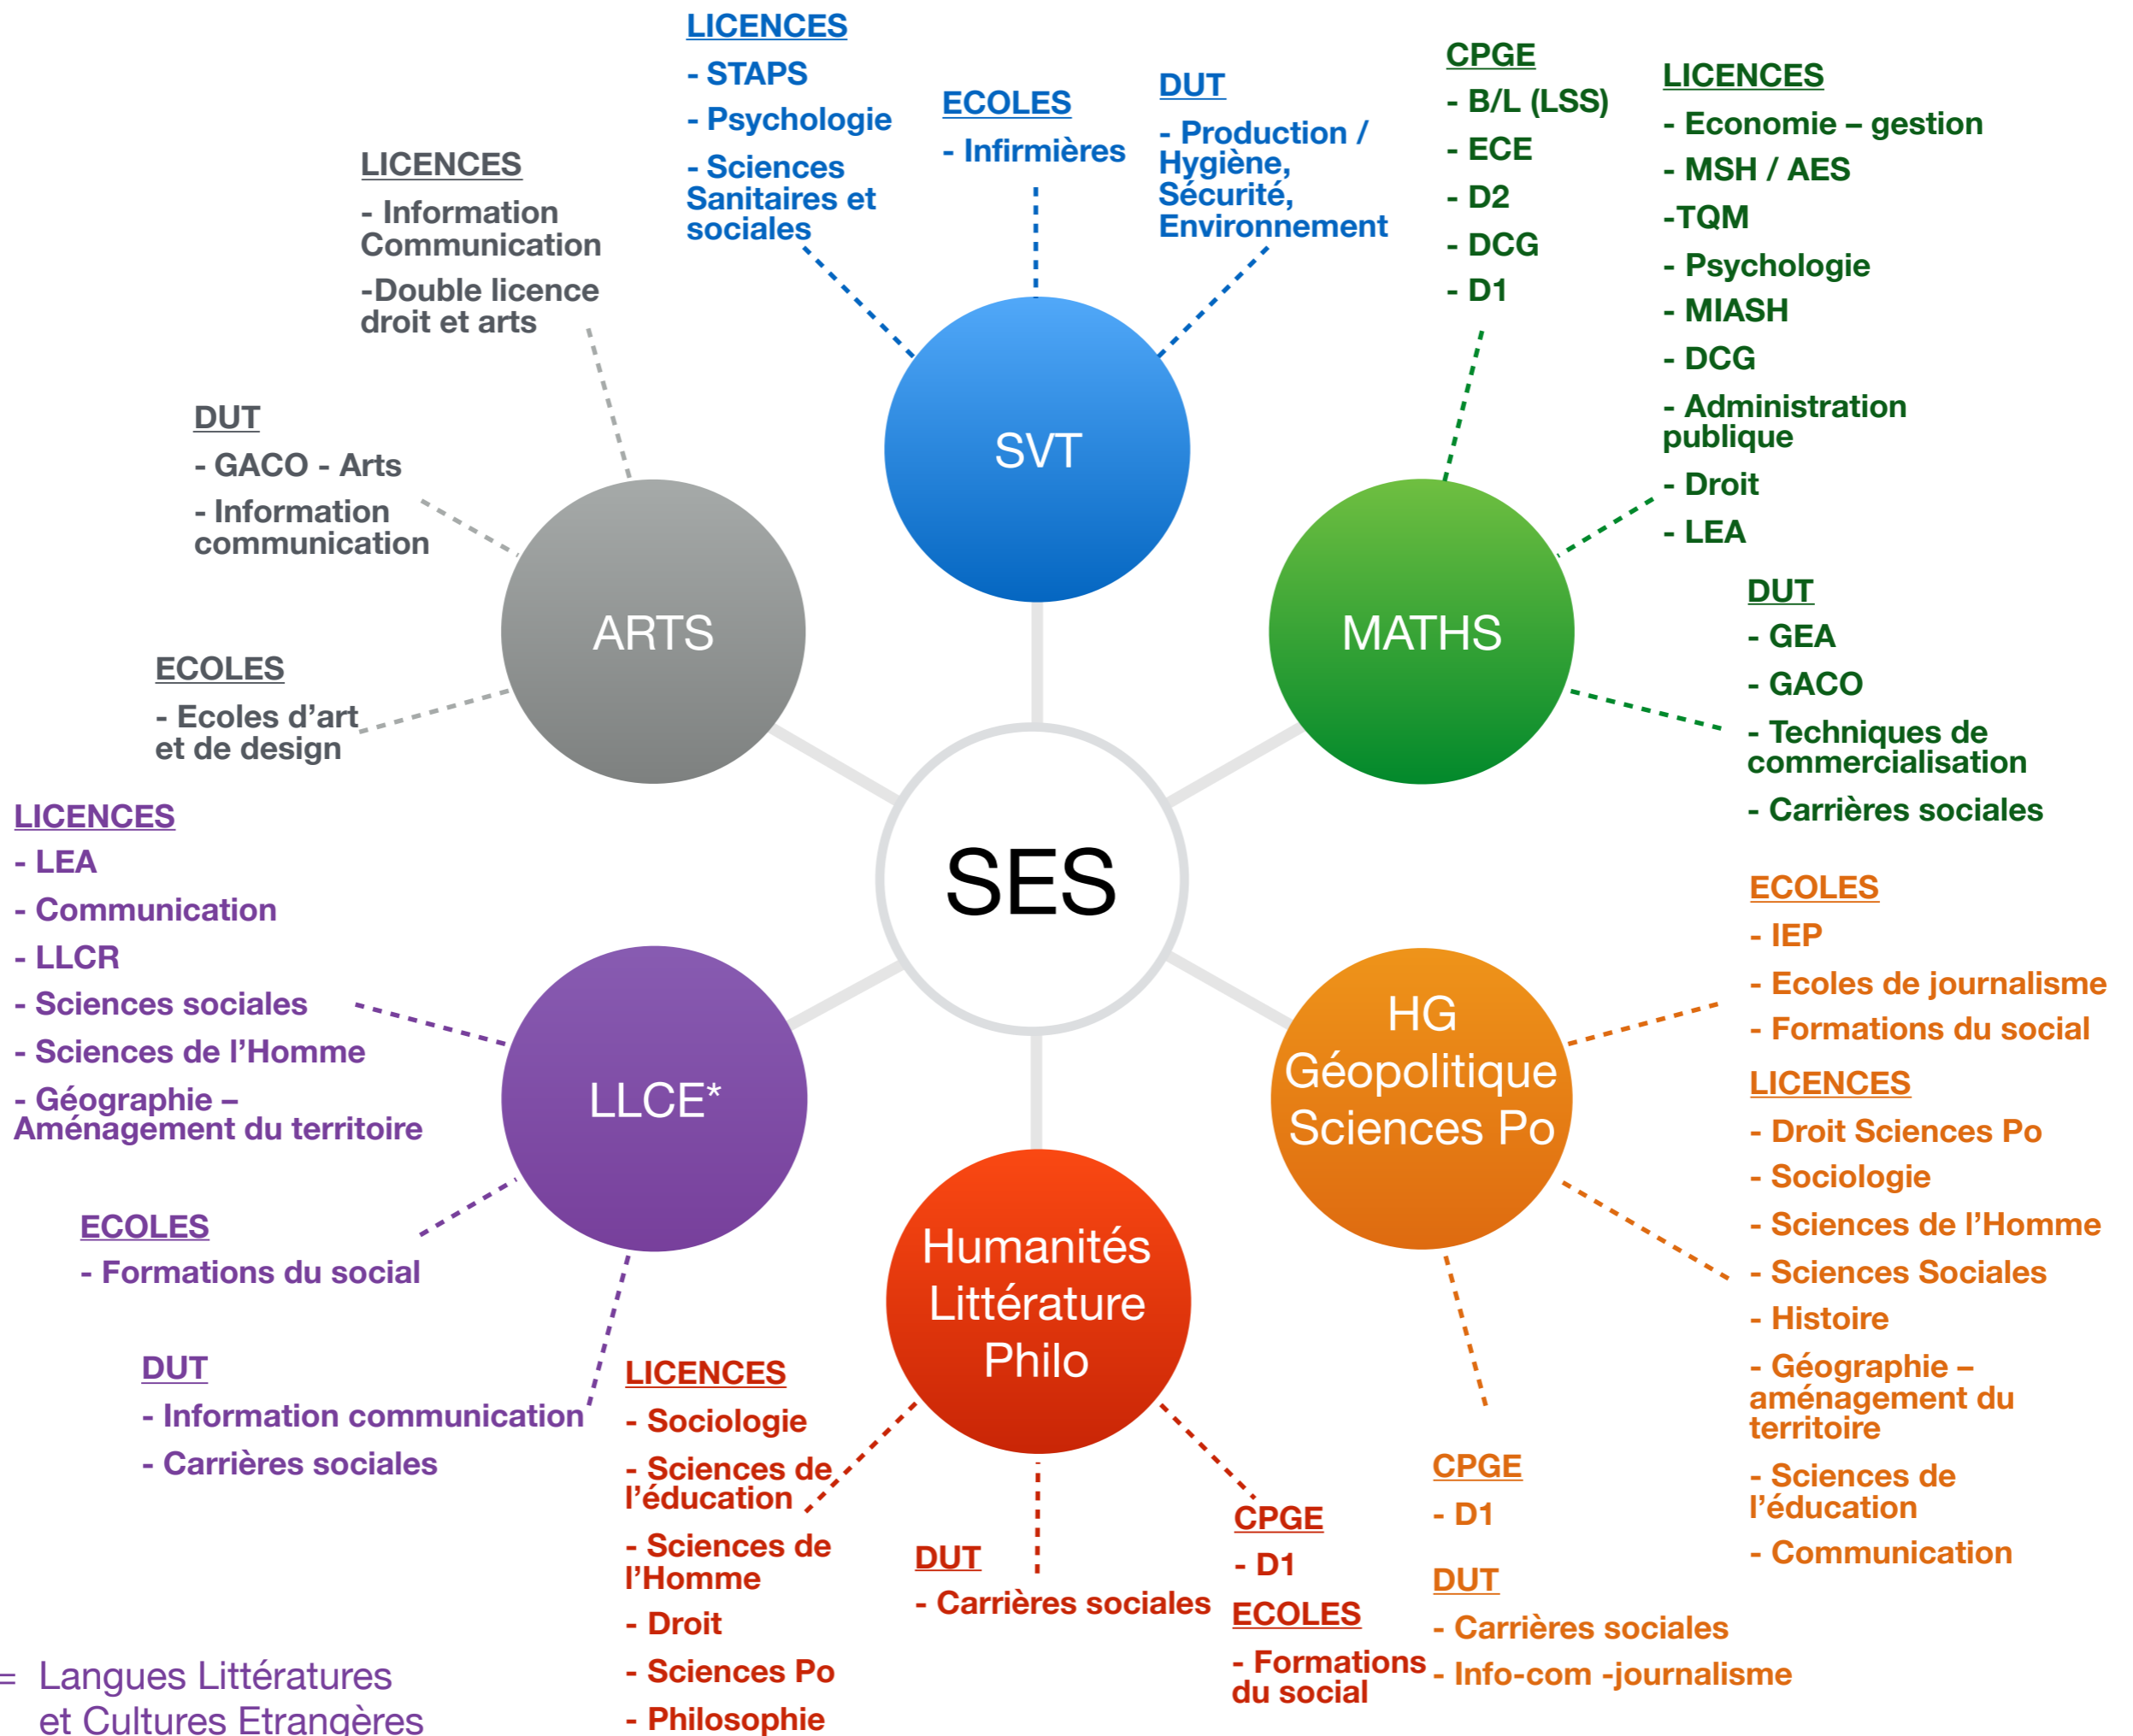 LICENCES
- STAPS
- Psychologie
- Sciences
Sanitaires et
sociales
ECOLES
- Infirmières
DUT
- Production /
Hygiène,
Sécurité,
Environnement
CPGE
- B/L (LSS)
- ECE
- D2
- DCG
- D1
LICENCES
- Economie – gestion
- MSH / AES
-TQM
- Psychologie
- MIASH
- DCG
- Administration
publique
- Droit
- LEA
DUT
- GEA
- GACO
- Techniques de
commercialisation
- Carrières sociales
LICENCES
- Information
Communication
-Double licence
droit et arts
DUT
- GACO - Arts
- Information
communication
ECOLES
- Ecoles d’art
et de design
SVT
ARTS
MATHS
SES
LLCE*
HG
Géopolitique
Sciences Po
Humanités
Littérature
Philo
LICENCES
- LEA
- Communication
- LLCR
- Sciences sociales
- Sciences de l’Homme
- Géographie –
Aménagement du territoire
ECOLES
- Formations du social
DUT
- Information communication
- Carrières sociales
LICENCES
- Sociologie
- Sciences de
l’éducation
- Sciences de
l’Homme
- Droit
- Sciences Po
- Philosophie
DUT
- Carrières sociales
CPGE
- D1
ECOLES
- Formations
du social
ECOLES
- IEP
- Ecoles de journalisme
- Formations du social
LICENCES
- Droit Sciences Po
- Sociologie
- Sciences de l’Homme
- Sciences Sociales
- Histoire
- Géographie –
aménagement du
territoire
- Sciences de
l’éducation
- Communication
CPGE
- D1
DUT
- Carrières sociales
- Info-com -journalisme
= Langues Littératures
et Cultures Etrangères